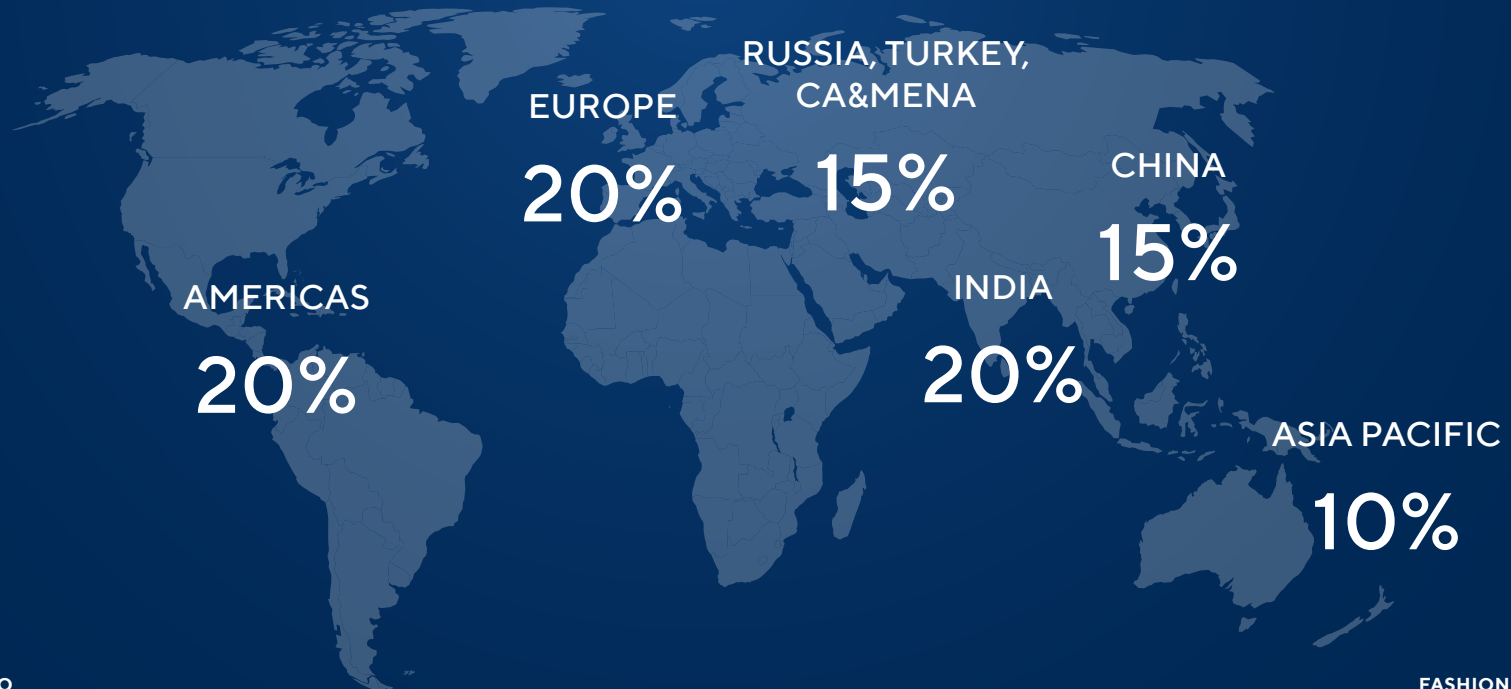 RUSSIA, TURKEY,
CA&MENA
15%
EUROPE
20%
CHINA
15%
AMERICAS
20%
INDIA
20%
ASIA PACIFIC
10%
FASHION